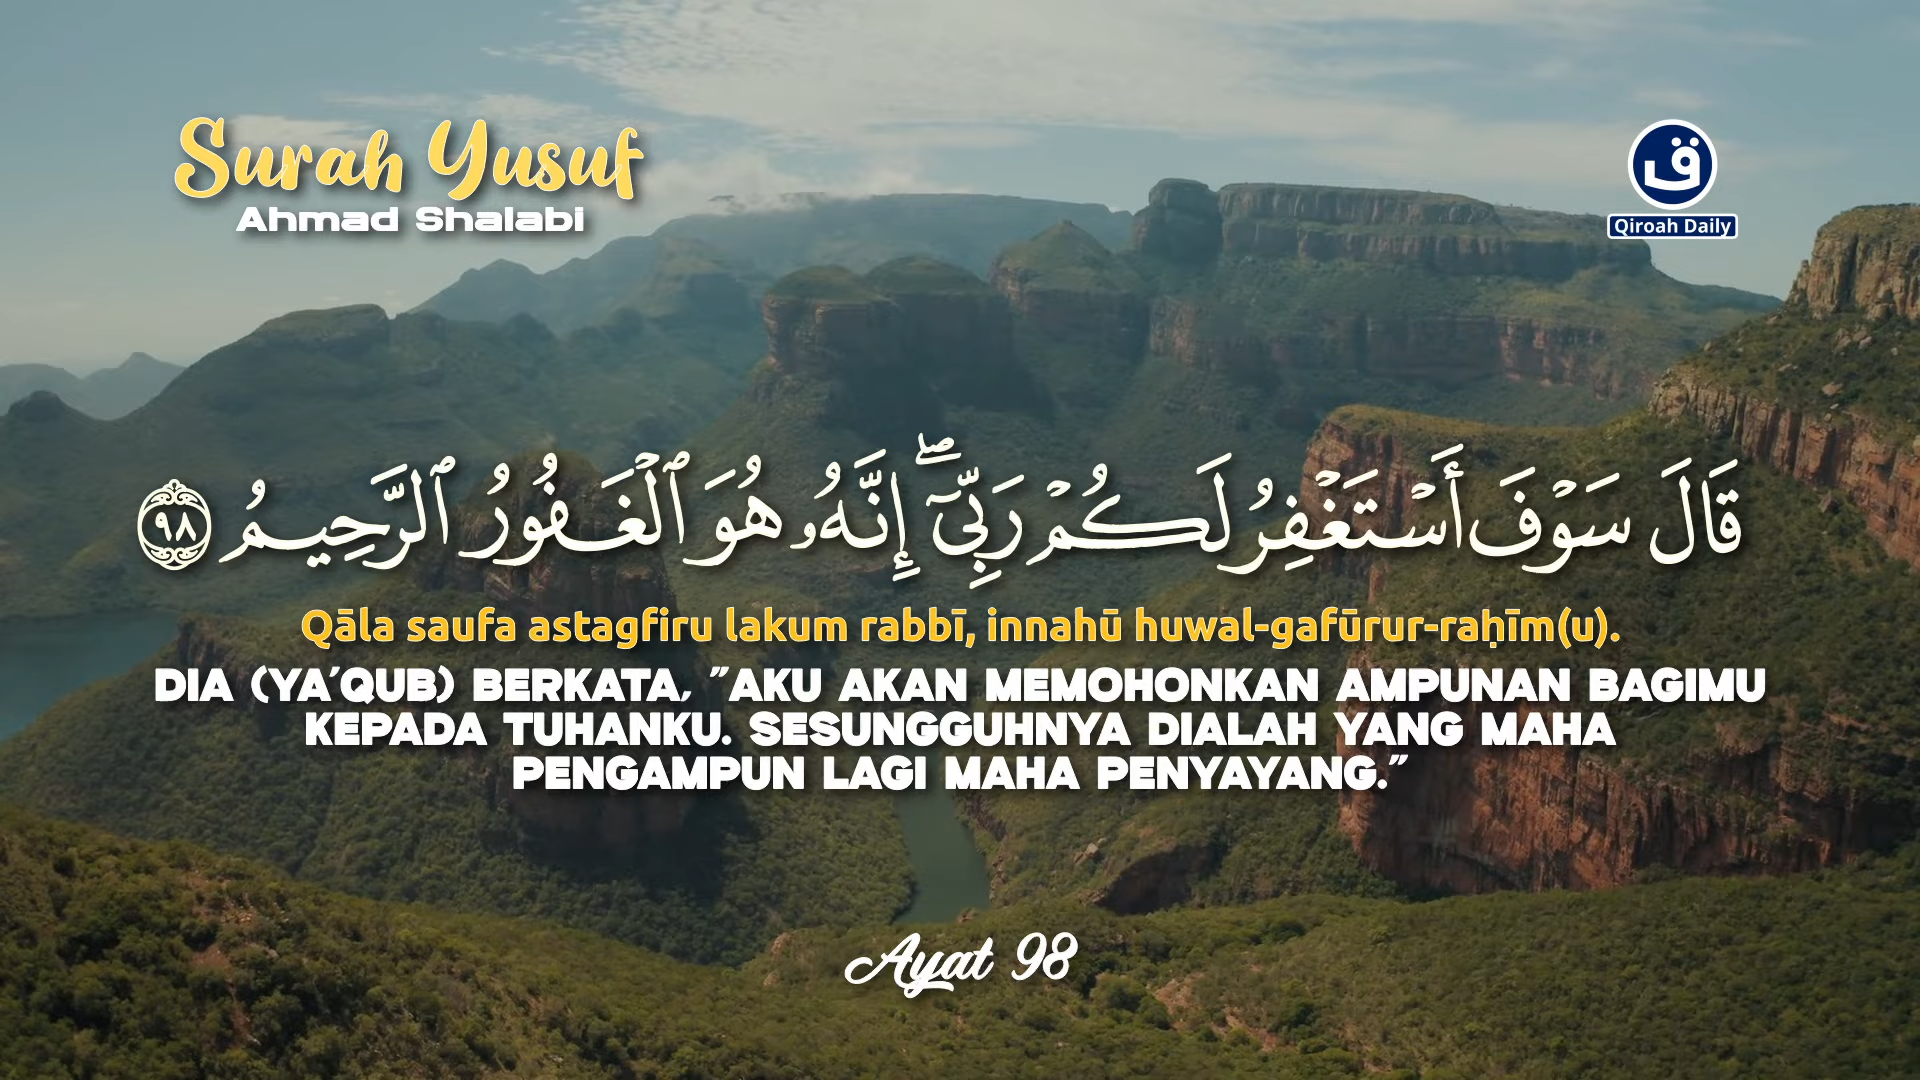 Surah Yusuf
Ahmad Shalabi
ق
Qiroah Daily
قَالَ سَوْفَ أَسْتَغْفِرُ لَكُمْ رَبِّىٓ ۖ إِنَّهُۥ هُوَ ٱلْغَفُورُ ٱلرَّحِيمُ ٩٨
Qāla saufa astagfiru lakum rabbī, innahū huwal-gafūrur-raḥīm(u).
DIA (YA'QUB) BERKATA, "AKU AKAN MEMOHONKAN AMPUNAN BAGIMU
KEPADA TUHANKU. SESUNGGUHNYA DIALAH YANG MAHA
PENGAMPUN LAGI MAHA PENYAYANG."
Ayat 98